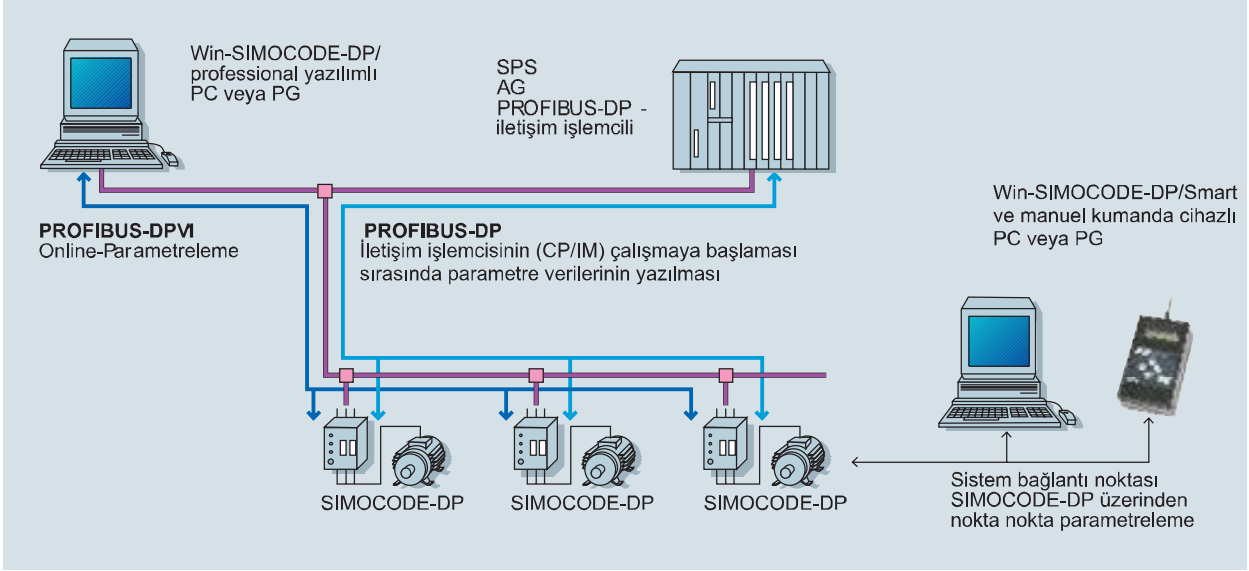 Win-SIMOCODE-DP/
professional yazılımlı
PC veya PG
SPS
AG
PROFIBUS-DP -
iletişim işlemcili
Win-SIMOCODE-DP/Smart
ve manuel kumanda cihazlı
PC veya PG
PROFIBUS-DPV1
Online-Parametreleme
PROFIBUS-DP
İletişim işlemcisinin (CP/IM) çalışmaya başlaması
sırasında parametre verilerinin yazılması
SIMOCODE-DP
SIMOCODE-DP
SIMOCODE-DP
Sistem bağlantı noktası
SIMOCODE-DP üzerinden
nokta nokta parametreleme